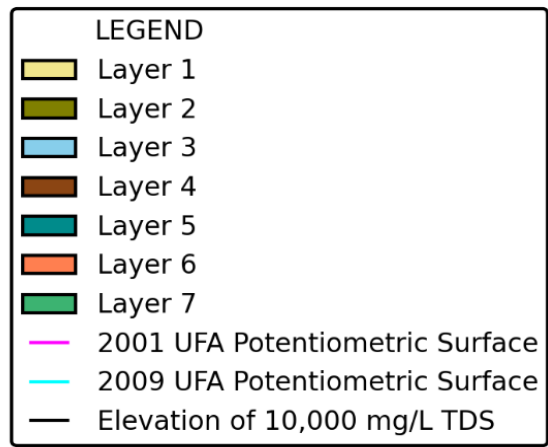 LEGEND
Layer 1
Layer 2
Layer 3
Layer 4
Layer 5
Layer 6
Layer 7
2001 UFA Potentiometric Surface
2009 UFA Potentiometric Surface
Elevation of 10,000 mg/L TDS